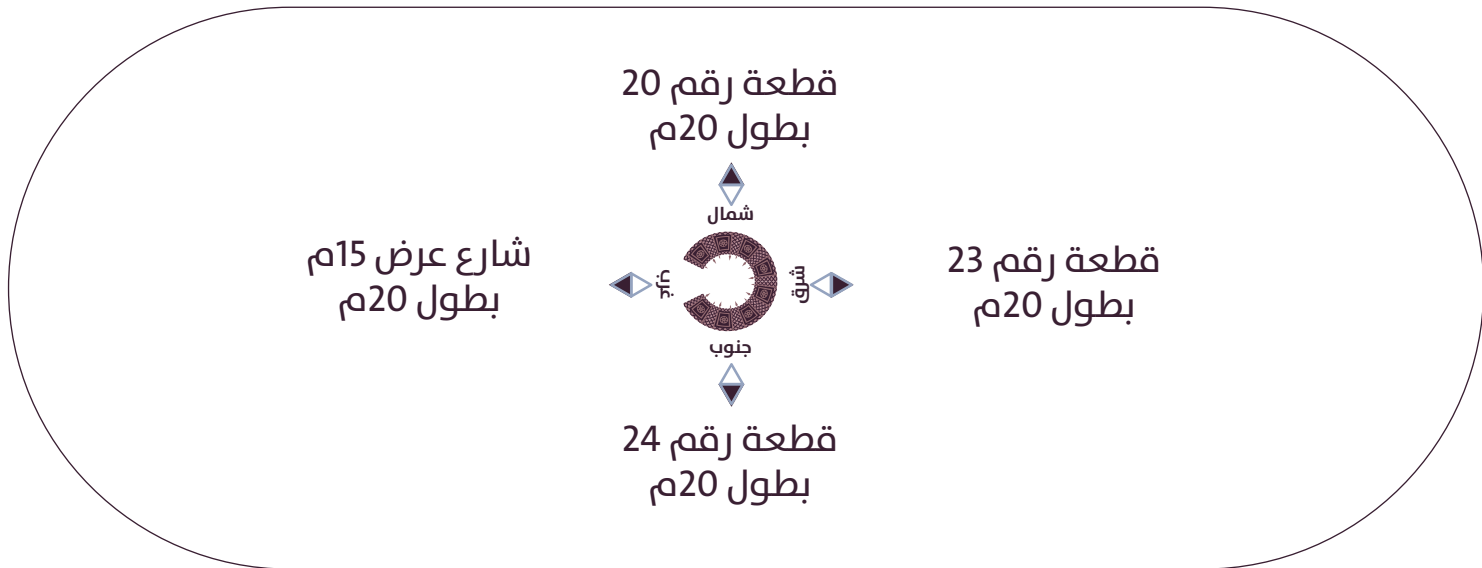 قطعة رقم 20
بطول 20م
شمال
قطعة رقم 23
بطول 20م
شرق
غرب
شارع عرض 15م
بطول 20م
جنوب
قطعة رقم 24
بطول 20م